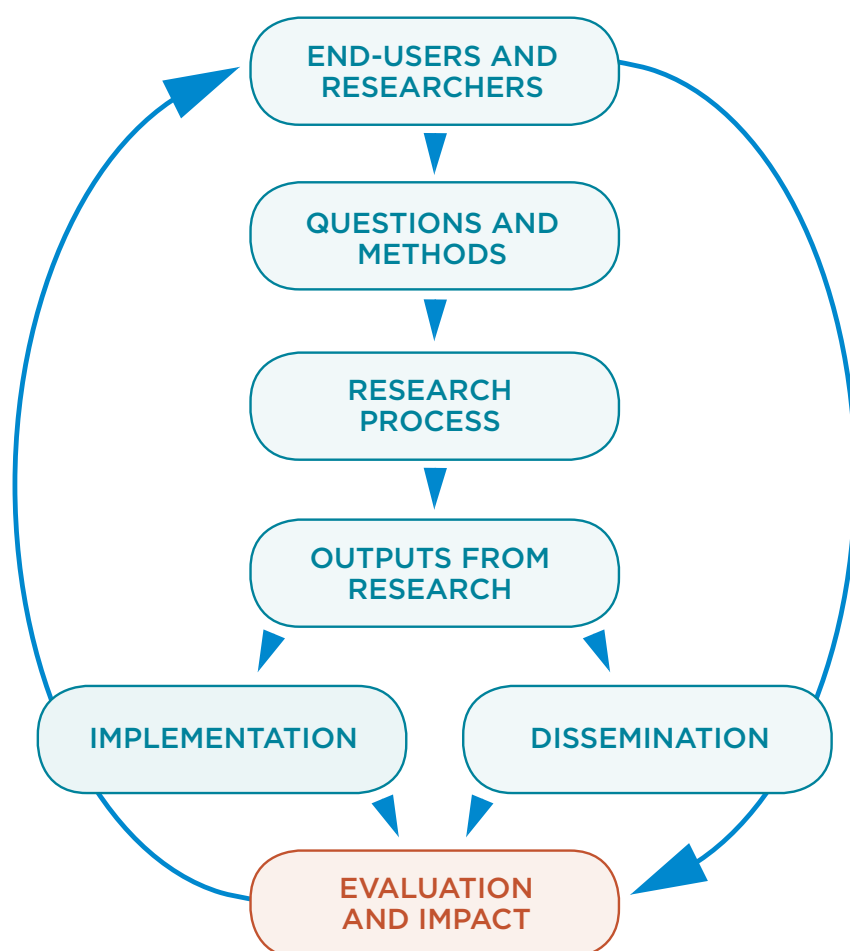 END-USERS AND
RESEARCHERS
QUESTIONS AND
METHODS
RESEARCH
PROCESS
OUTPUTS FROM
RESEARCH
IMPLEMENTATION
DISSEMINATION
EVALUATION
AND IMPACT